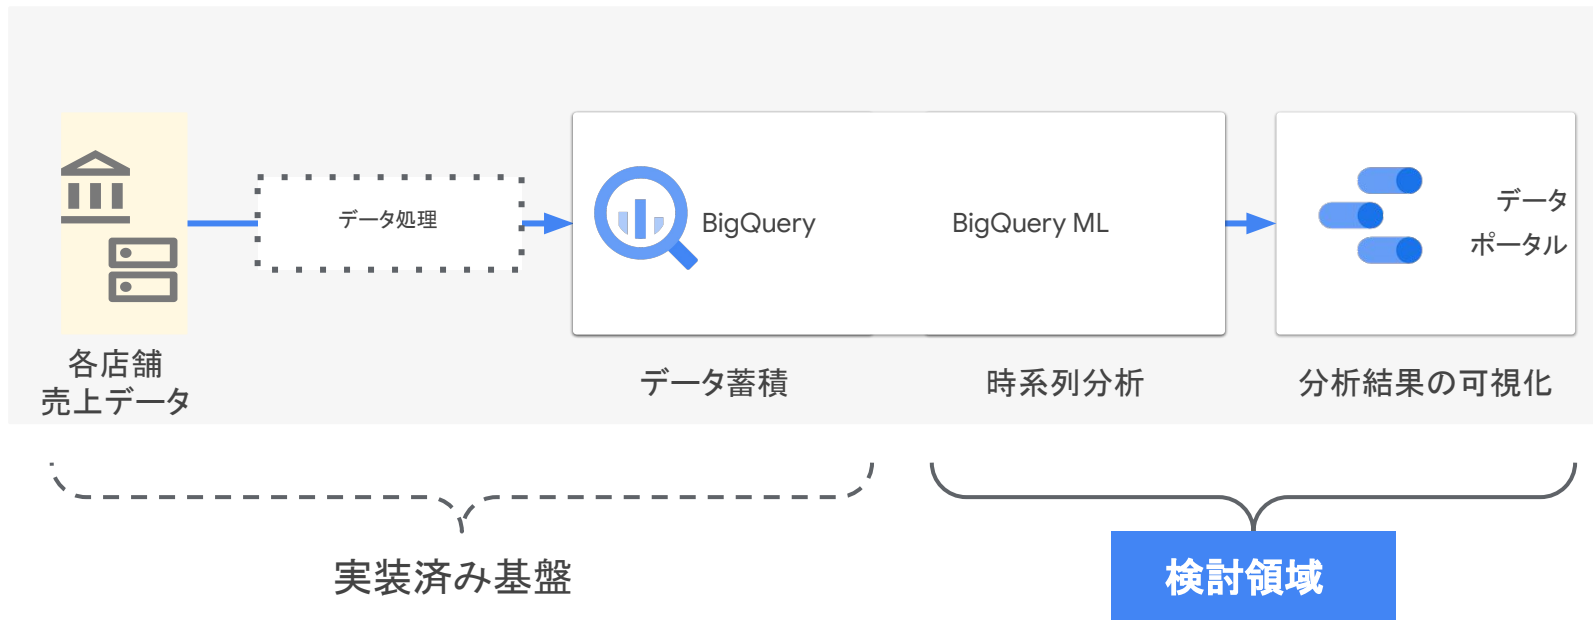 データ処理
BigQuery
BigQuery ML
データ
ポータル
各店舗
売上データ
データ蓄積
時系列分析
分析結果の可視化
実装済み基盤
検討領域